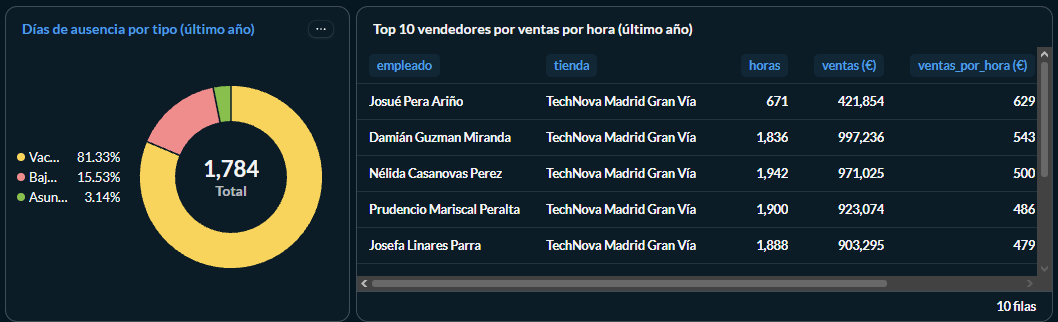 Días de ausencia por tipo (último año)
...
Vac... 81.33%
Baj... 15.53%
Asun... 3.14%
1,784
Total
Top 10 vendedores por ventas por hora (último año)
empleado tienda horas ventas (€) ventas_por_hora (€)
Josué Pera Ariño TechNova Madrid Gran Vía 671 421,854 629
Damián Guzman Miranda TechNova Madrid Gran Vía 1,836 997,236 543
Nélida Casanovas Perez TechNova Madrid Gran Vía 1,942 971,025 500
Prudencio Mariscal Peralta TechNova Madrid Gran Vía 1,900 923,074 486
Josefa Linares Parra TechNova Madrid Gran Vía 1,888 903,295 479
10 filas